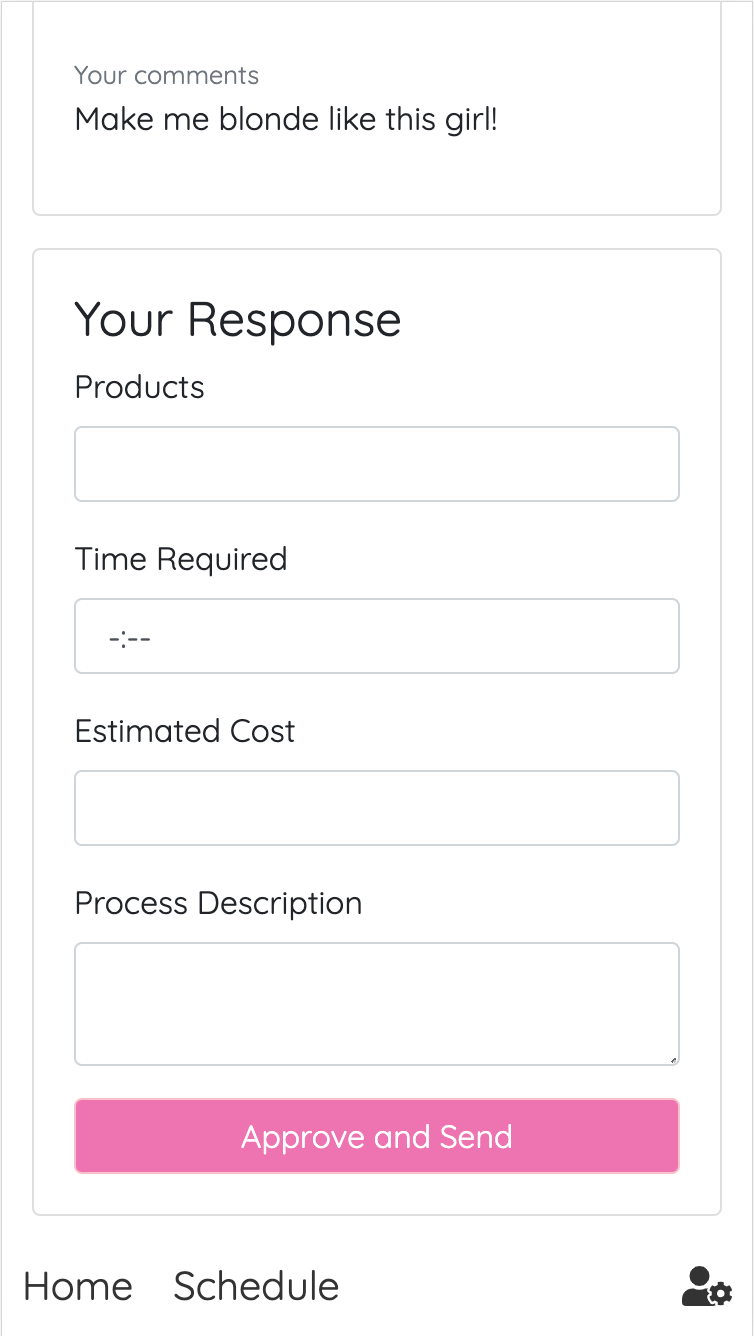 Your comments
Make me blonde like this girl!
Your Response
Products
Time Required
-:--
Estimated Cost
Process Description
Approve and Send
Home Schedule